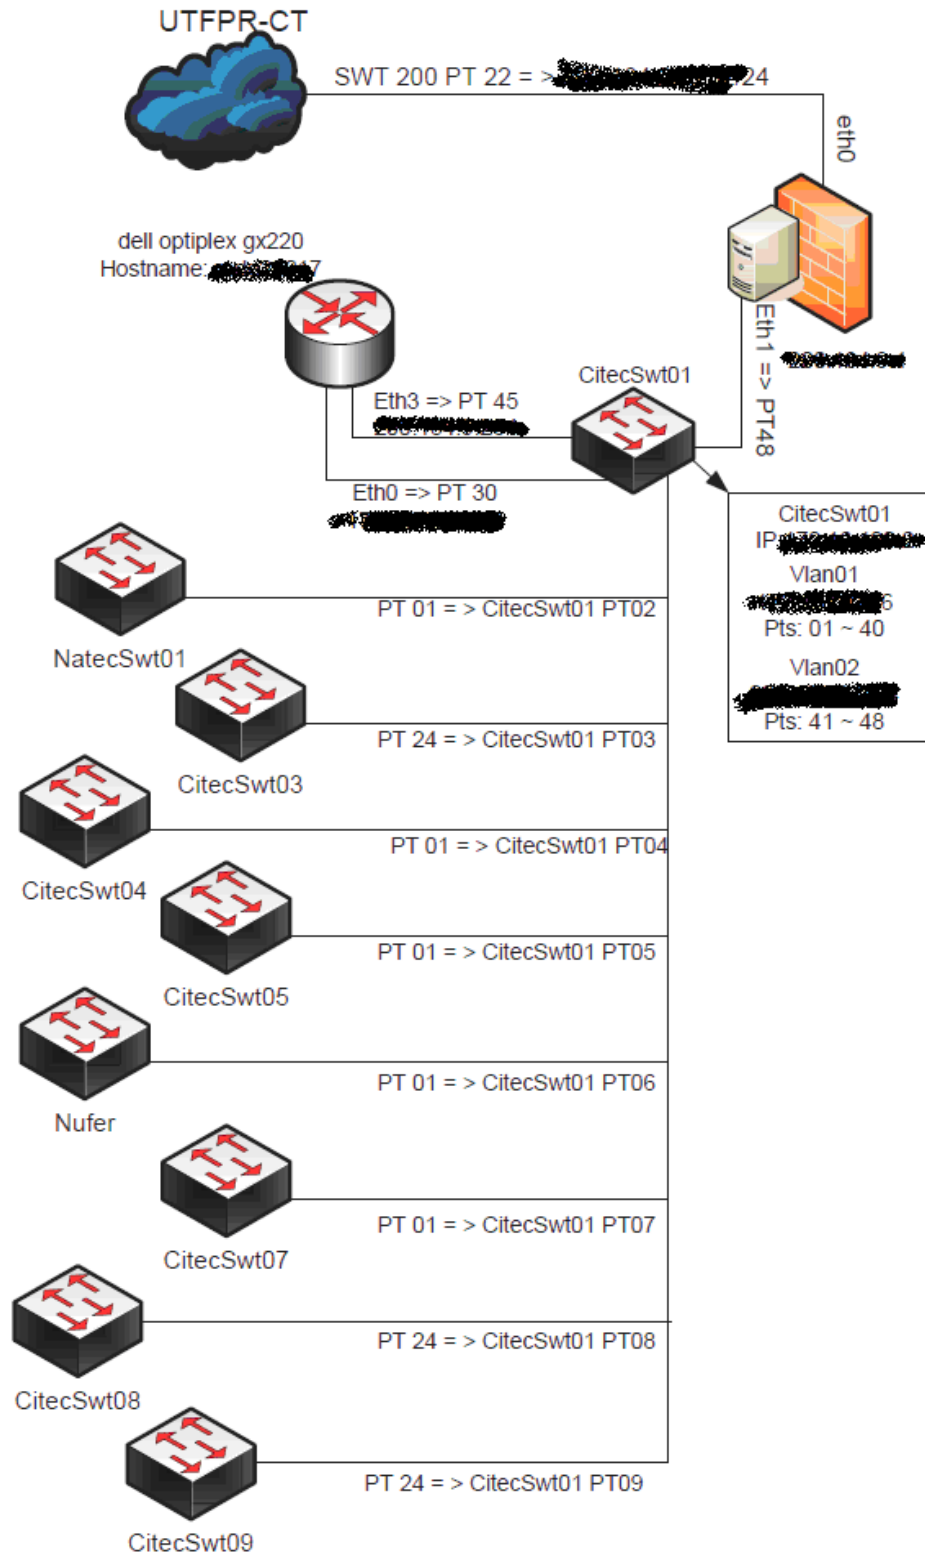 UTFPR-CT
SWT 200 PT 22 = >
eth0
dell optiplex gx220
Hostname:
Eth1 => PT48
CitecSwt01
Eth3 => PT 45
Eth0 => PT 30
CitecSwt01
IP
Vlan01
Pts: 01 ~ 40
Vlan02
Pts: 41 ~ 48
PT 01 = > CitecSwt01 PT02
NatecSwt01
PT 24 = > CitecSwt01 PT03
CitecSwt03
PT 01 = > CitecSwt01 PT04
CitecSwt04
PT 01 = > CitecSwt01 PT05
CitecSwt05
PT 01 = > CitecSwt01 PT06
Nufer
PT 01 = > CitecSwt01 PT07
CitecSwt07
PT 24 = > CitecSwt01 PT08
CitecSwt08
PT 24 = > CitecSwt01 PT09
CitecSwt09